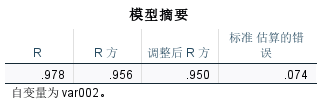 模型摘要
R R 方 调整后 R 方 标准 估算的错误
.978 .956 .950 .074
自变量为 var002。